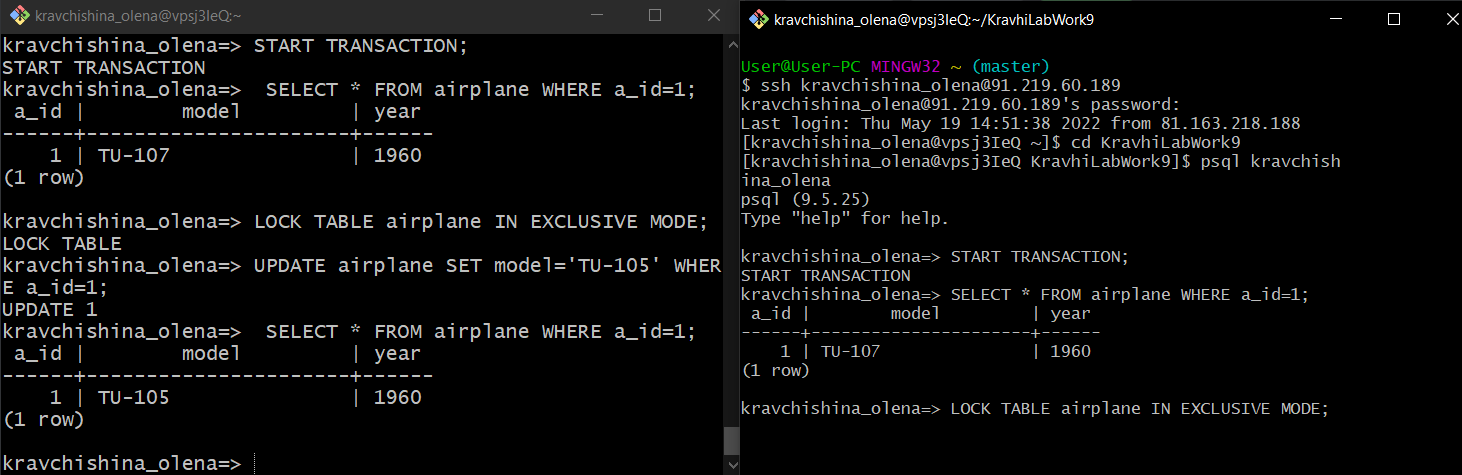 kravchishina_olena@vpsj3IeQ:~
kravchishina_olena=> START TRANSACTION;
START TRANSACTION
kravchishina_olena=>  SELECT * FROM airplane WHERE a_id=1;
 a_id |        model         | year
------+----------------------+------
    1 | TU-107               | 1960
(1 row)
kravchishina_olena=> LOCK TABLE airplane IN EXCLUSIVE MODE;
LOCK TABLE
kravchishina_olena=> UPDATE airplane SET model='TU-105' WHER
E a_id=1;
UPDATE 1
kravchishina_olena=>  SELECT * FROM airplane WHERE a_id=1;
 a_id |        model         | year
------+----------------------+------
    1 | TU-105               | 1960
(1 row)
kravchishina_olena=>
kravchishina_olena@vpsj3IeQ:~/KravhiLabWork9
User@User-PC MINGW32 ~ (master)
$ ssh kravchishina_olena@91.219.60.189
kravchishina_olena@91.219.60.189's password:
Last login: Thu May 19 14:51:38 2022 from 81.163.218.188
[kravchishina_olena@vpsj3IeQ ~]$ cd KravhiLabWork9
[kravchishina_olena@vpsj3IeQ KravhiLabWork9]$ psql kravchish
ina_olena
psql (9.5.25)
Type "help" for help.
kravchishina_olena=> START TRANSACTION;
START TRANSACTION
kravchishina_olena=> SELECT * FROM airplane WHERE a_id=1;
 a_id |        model         | year
------+----------------------+------
    1 | TU-107               | 1960
(1 row)
kravchishina_olena=> LOCK TABLE airplane IN EXCLUSIVE MODE;